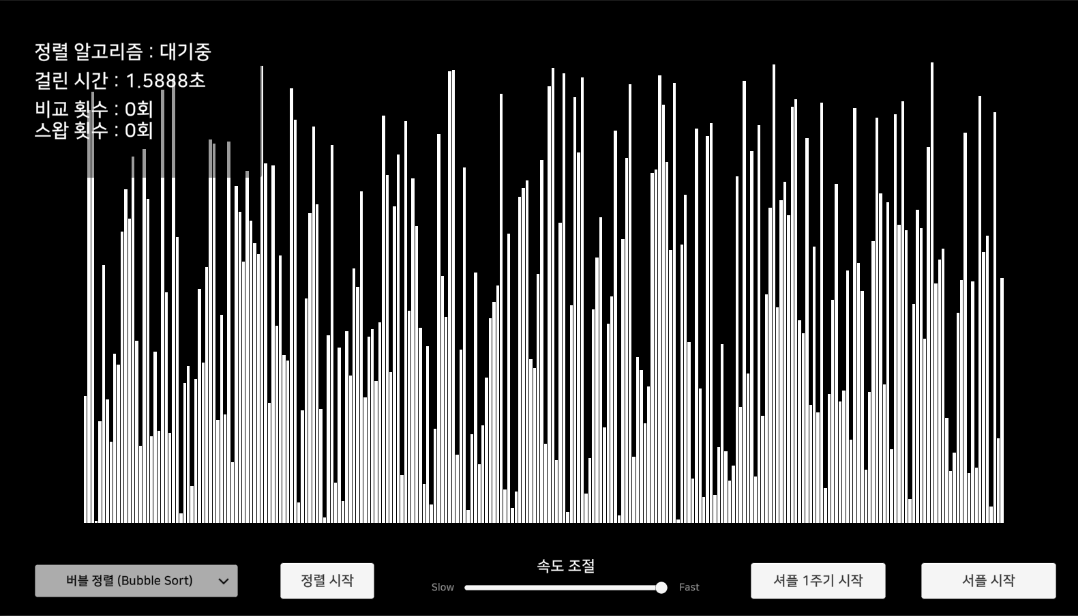 정렬 알고리즘 : 대기중
걸린 시간 : 1.5888초
비교 횟수 : 0회
스왑 횟수 : 0회
버블 정렬 (Bubble Sort)
정렬 시작
속도 조절
Slow
Fast
셔플 1주기 시작
서플 시작